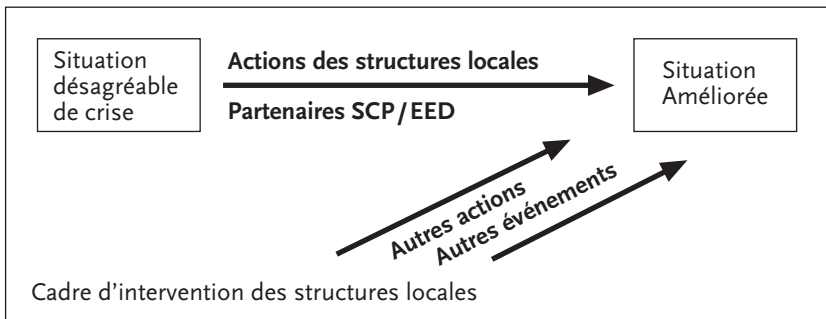 Situation
désagréable
de crise
Actions des structures locales
Partenaires SCP/EED
Situation
Améliorée
Autres actions
Autres événements
Cadre d'intervention des structures locales